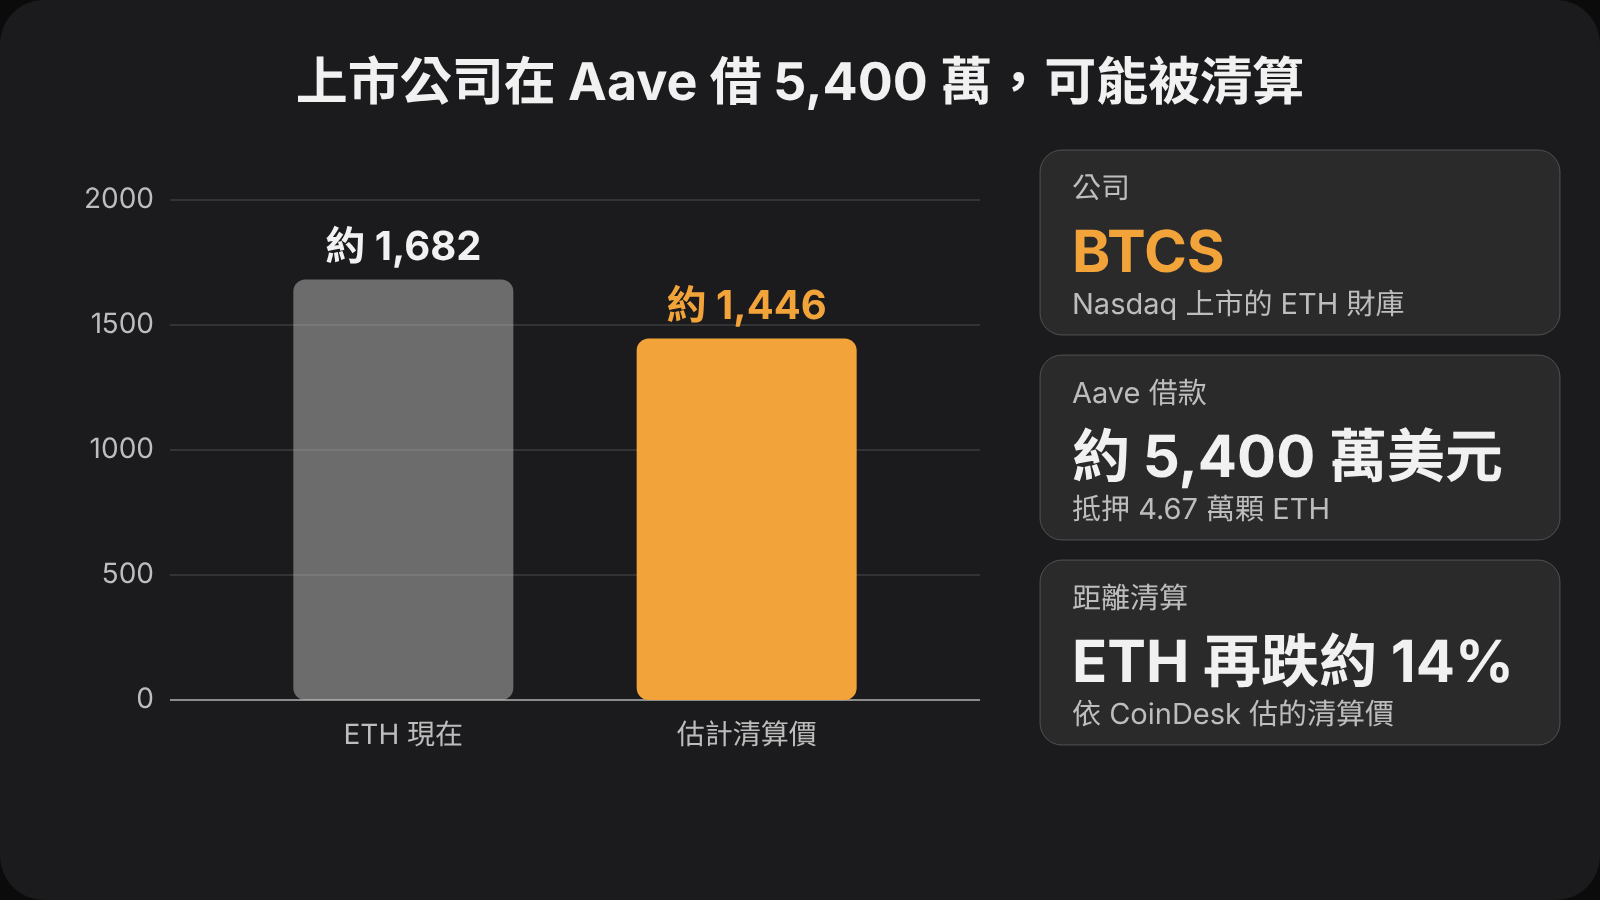 上市公司在 Aave 借 5,400 萬，可能被清算
2000
1500
1000
500
0
約 1,682
約 1,446
ETH 現在
估計清算價
公司
BTCS
Nasdaq 上市的 ETH 財庫
Aave 借款
約 5,400 萬美元
抵押 4.67 萬顆 ETH
距離清算
ETH 再跌約 14%
依 CoinDesk 估的清算價